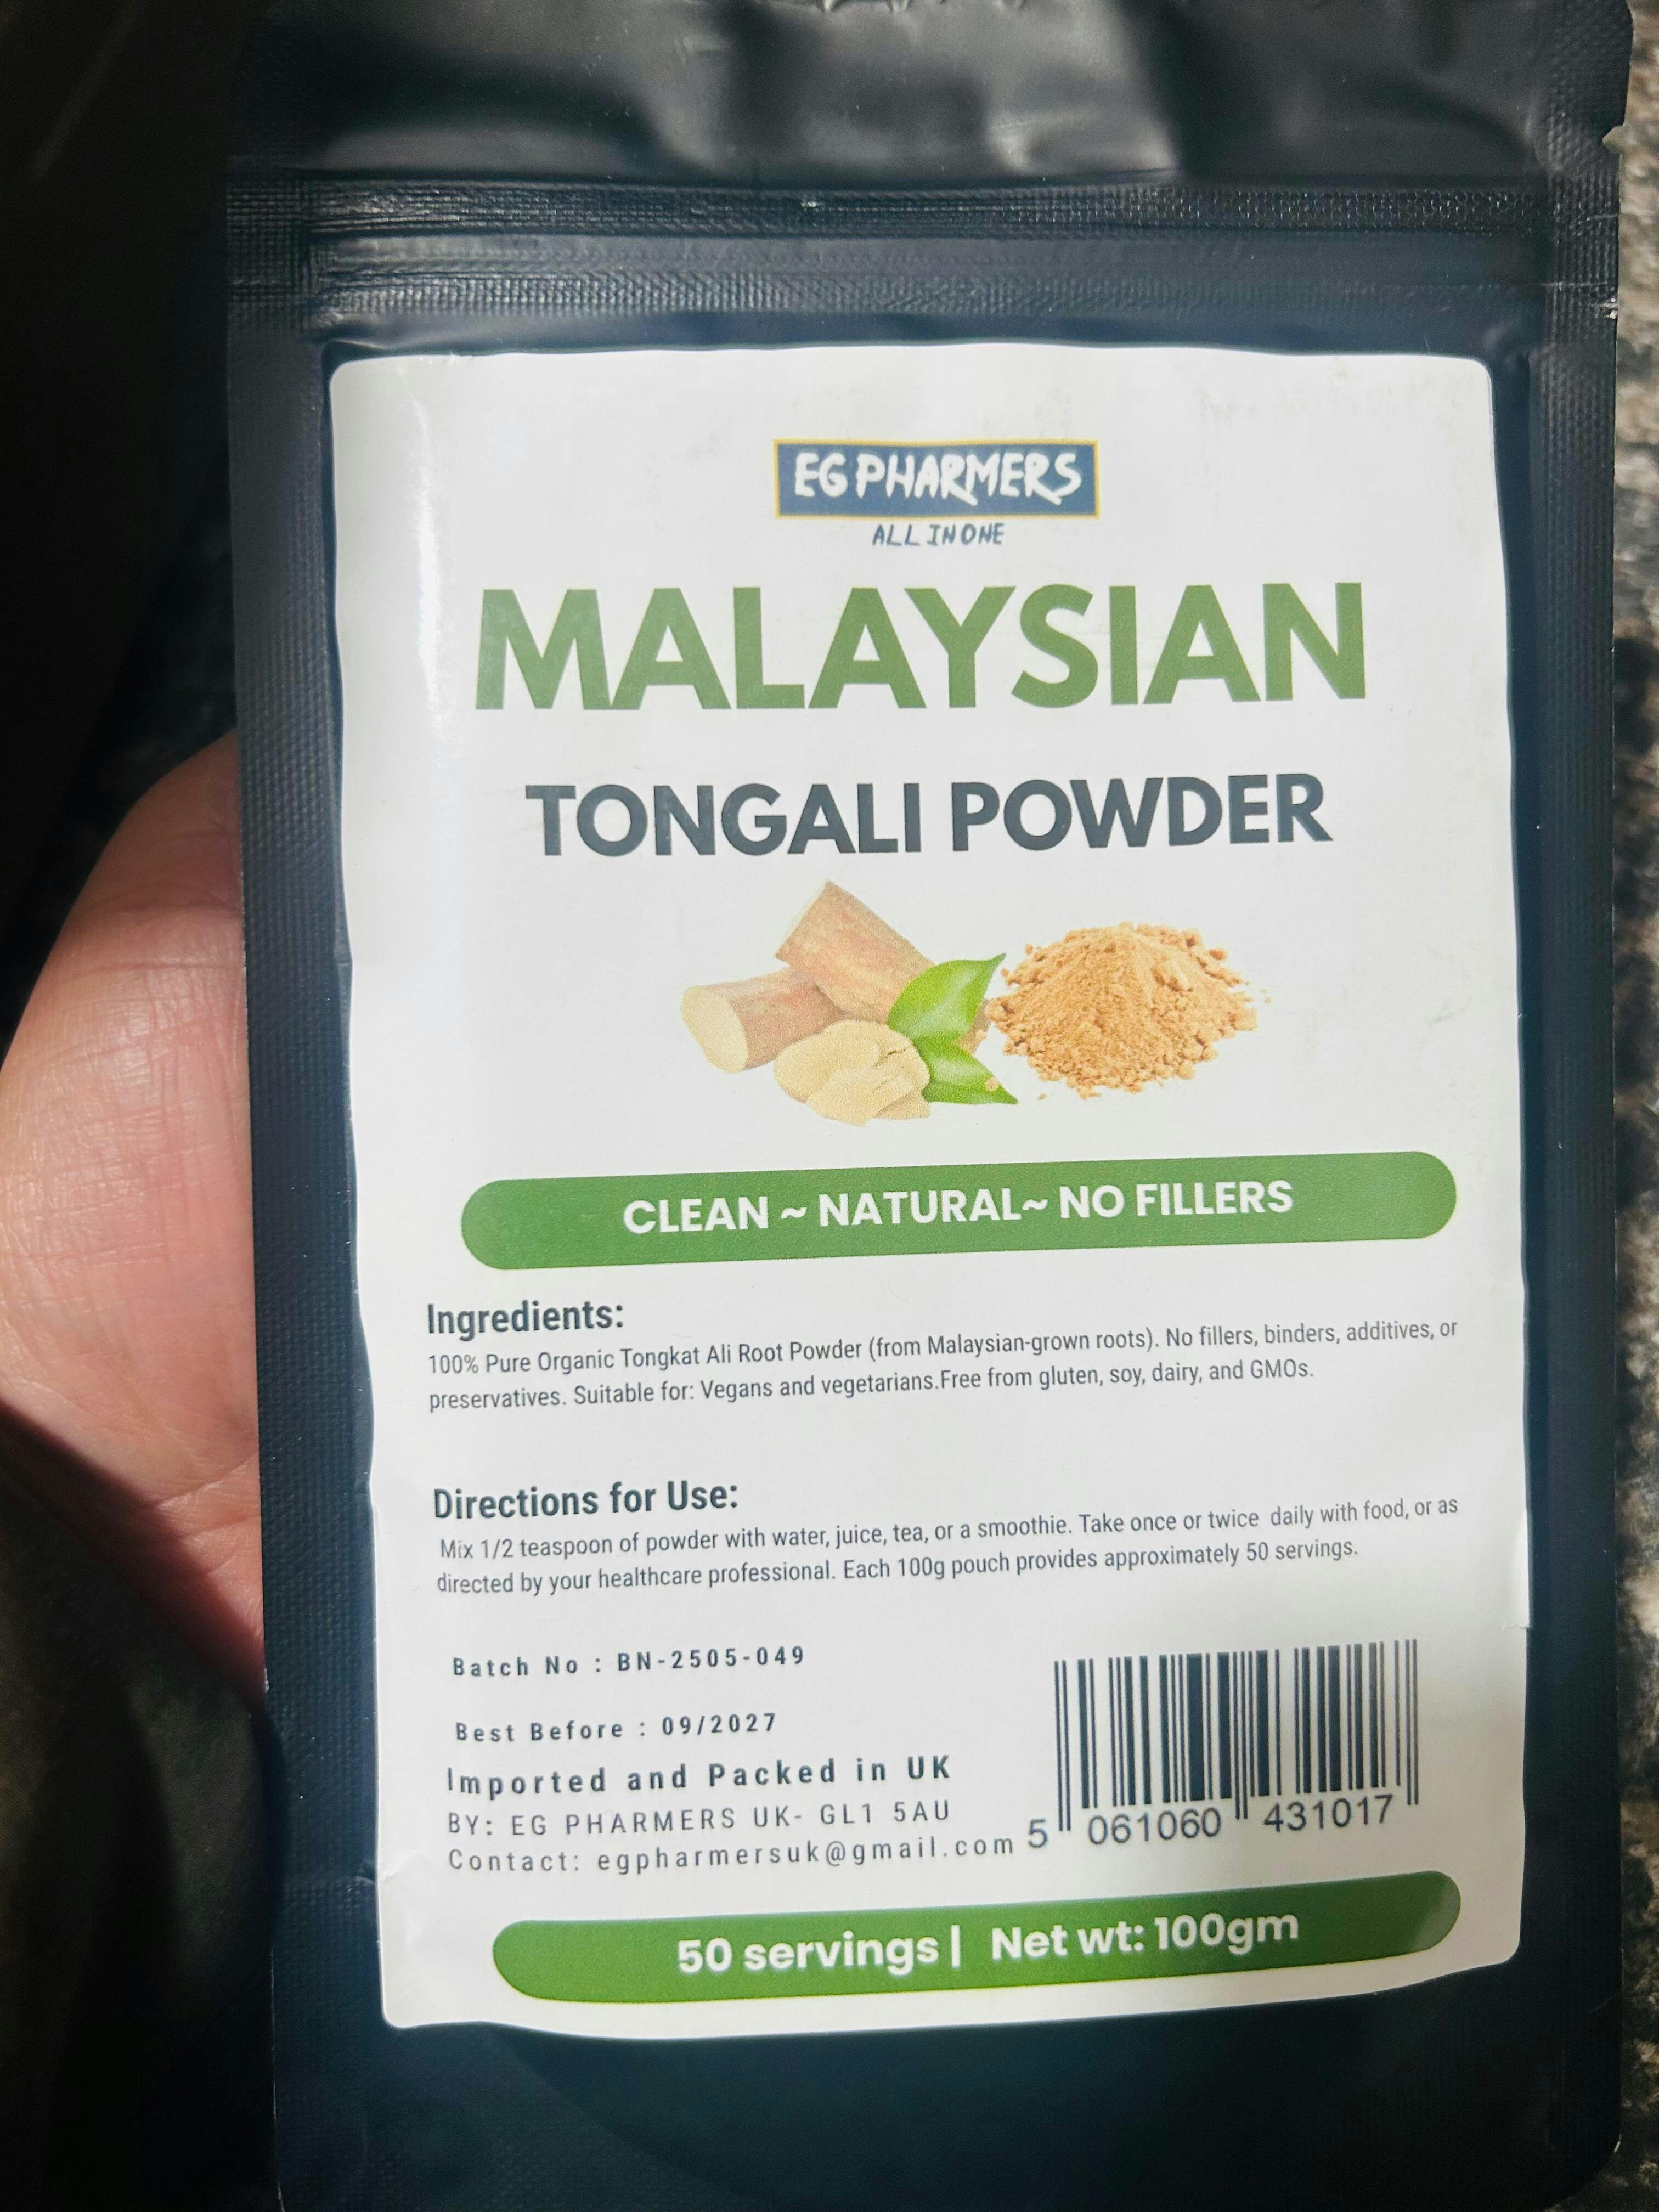 EG PHARMERS
ALL IN ONE
MALAYSIAN
TONGALI POWDER
CLEAN ~ NATURAL~ NO FILLERS
Ingredients:
100% Pure Organic Tongkat Ali Root Powder (from Malaysian-grown roots). No fillers, binders, additives, or
preservatives. Suitable for: Vegans and vegetarians.Free from gluten, soy, dairy, and GMOs.
Directions for Use:
Mix 1/2 teaspoon of powder with water, juice, tea, or a smoothie. Take once or twice daily with food, or as
directed by your healthcare professional. Each 100g pouch provides approximately 50 servings.
Batch No : BN-2505-049
Best Before : 09/2027
Imported and Packed in UK
BY: EG PHARMERS UK- GL1 5AU
Contact: egpharmersuk@gmail.com
5 061060 431017
50 servings | Net wt: 100gm